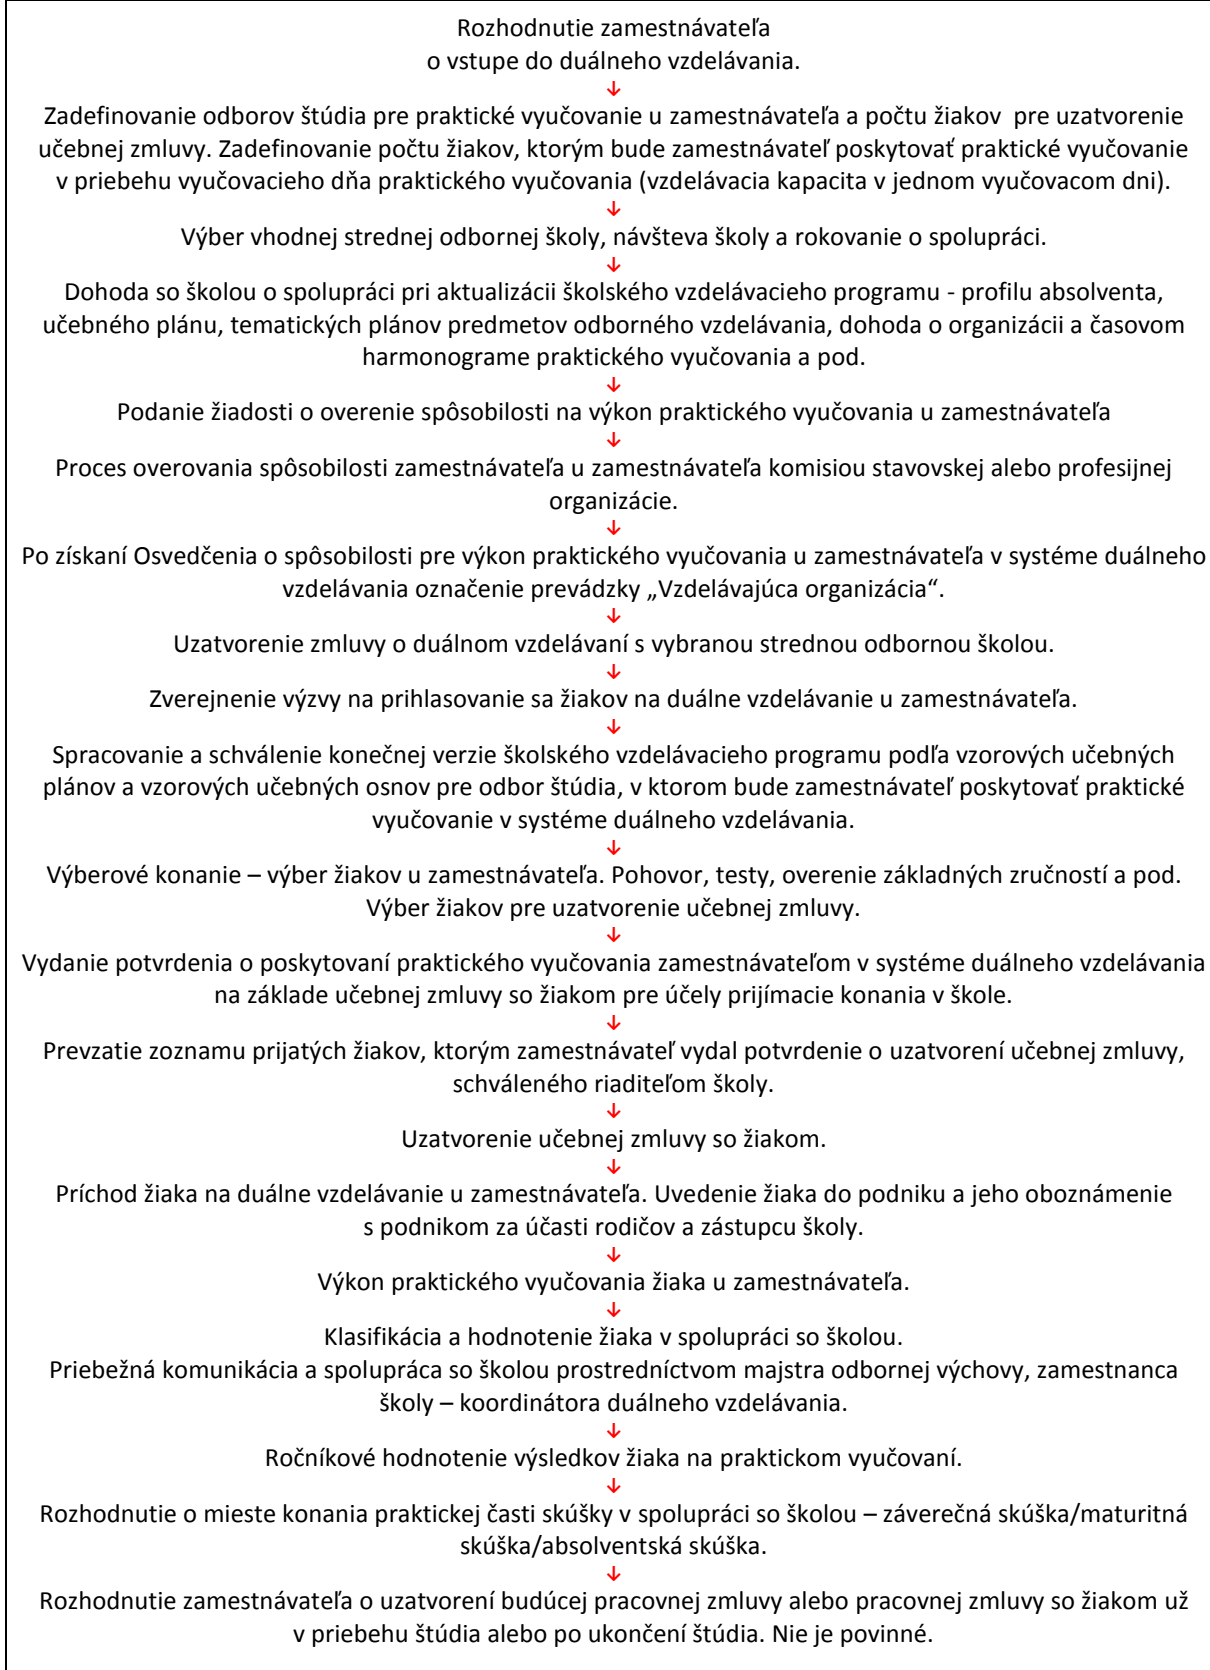 Rozhodnutie zamestnávateľa
o vstupe do duálneho vzdelávania.
↓
Zadefinovanie odborov štúdia pre praktické vyučovanie u zamestnávateľa a počtu žiakov pre uzatvorenie
učebnej zmluvy. Zadefinovanie počtu žiakov, ktorým bude zamestnávateľ poskytovať praktické vyučovanie
v priebehu vyučovacieho dňa praktického vyučovania (vzdelávacia kapacita v jednom vyučovacom dni).
↓
Výber vhodnej strednej odbornej školy, návšteva školy a rokovanie o spolupráci.
↓
Dohoda so školou o spolupráci pri aktualizácii školského vzdelávacieho programu - profilu absolventa,
učebného plánu, tematických plánov predmetov odborného vzdelávania, dohoda o organizácii a časovom
harmonograme praktického vyučovania a pod.
↓
Podanie žiadosti o overenie spôsobilosti na výkon praktického vyučovania u zamestnávateľa
↓
Proces overovania spôsobilosti zamestnávateľa u zamestnávateľa komisiou stavovskej alebo profesijnej
organizácie.
↓
Po získaní Osvedčenia o spôsobilosti pre výkon praktického vyučovania u zamestnávateľa v systéme duálneho
vzdelávania označenie prevádzky „Vzdelávajúca organizácia“.
↓
Uzatvorenie zmluvy o duálnom vzdelávaní s vybranou strednou odbornou školou.
↓
Zverejnenie výzvy na prihlasovanie sa žiakov na duálne vzdelávanie u zamestnávateľa.
↓
Spracovanie a schválenie konečnej verzie školského vzdelávacieho programu podľa vzorových učebných
plánov a vzorových učebných osnov pre odbor štúdia, v ktorom bude zamestnávateľ poskytovať praktické
vyučovanie v systéme duálneho vzdelávania.
↓
Výberové konanie – výber žiakov u zamestnávateľa. Pohovor, testy, overenie základných zručností a pod.
Výber žiakov pre uzatvorenie učebnej zmluvy.
↓
Vydanie potvrdenia o poskytovaní praktického vyučovania zamestnávateľom v systéme duálneho vzdelávania
na základe učebnej zmluvy so žiakom pre účely prijímacie konania v škole.
↓
Prevzatie zoznamu prijatých žiakov, ktorým zamestnávateľ vydal potvrdenie o uzatvorení učebnej zmluvy,
schváleného riaditeľom školy.
↓
Uzatvorenie učebnej zmluvy so žiakom.
↓
Príchod žiaka na duálne vzdelávanie u zamestnávateľa. Uvedenie žiaka do podniku a jeho oboznámenie
s podnikom za účasti rodičov a zástupcu školy.
↓
Výkon praktického vyučovania žiaka u zamestnávateľa.
↓
Klasifikácia a hodnotenie žiaka v spolupráci so školou.
Priebežná komunikácia a spolupráca so školou prostredníctvom majstra odbornej výchovy, zamestnanca
školy – koordinátora duálneho vzdelávania.
↓
Ročníkové hodnotenie výsledkov žiaka na praktickom vyučovaní.
↓
Rozhodnutie o mieste konania praktickej časti skúšky v spolupráci so školou – záverečná skúška/maturitná
skúška/absolventská skúška.
↓
Rozhodnutie zamestnávateľa o uzatvorení budúcej pracovnej zmluvy alebo pracovnej zmluvy so žiakom už
v priebehu štúdia alebo po ukončení štúdia. Nie je povinné.